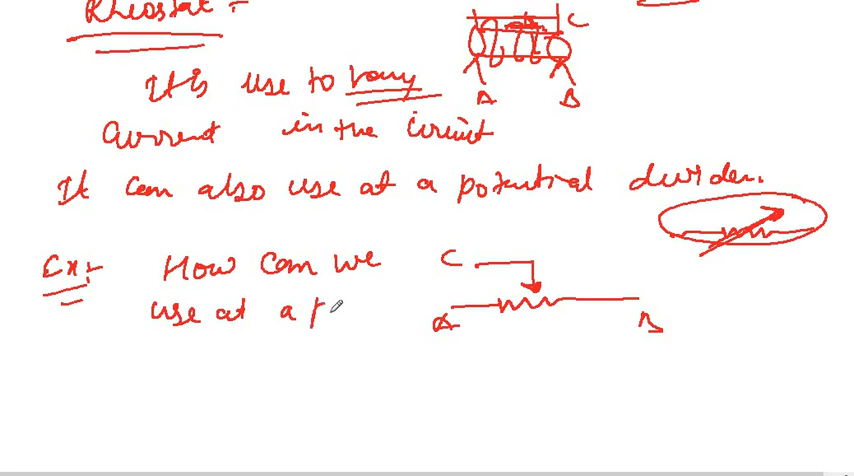 Rheostat :-
C
A B
It is use to vary
current in the circuit
It can also use at a potential divider.
Ex:- How can we
C
use at a p
A B